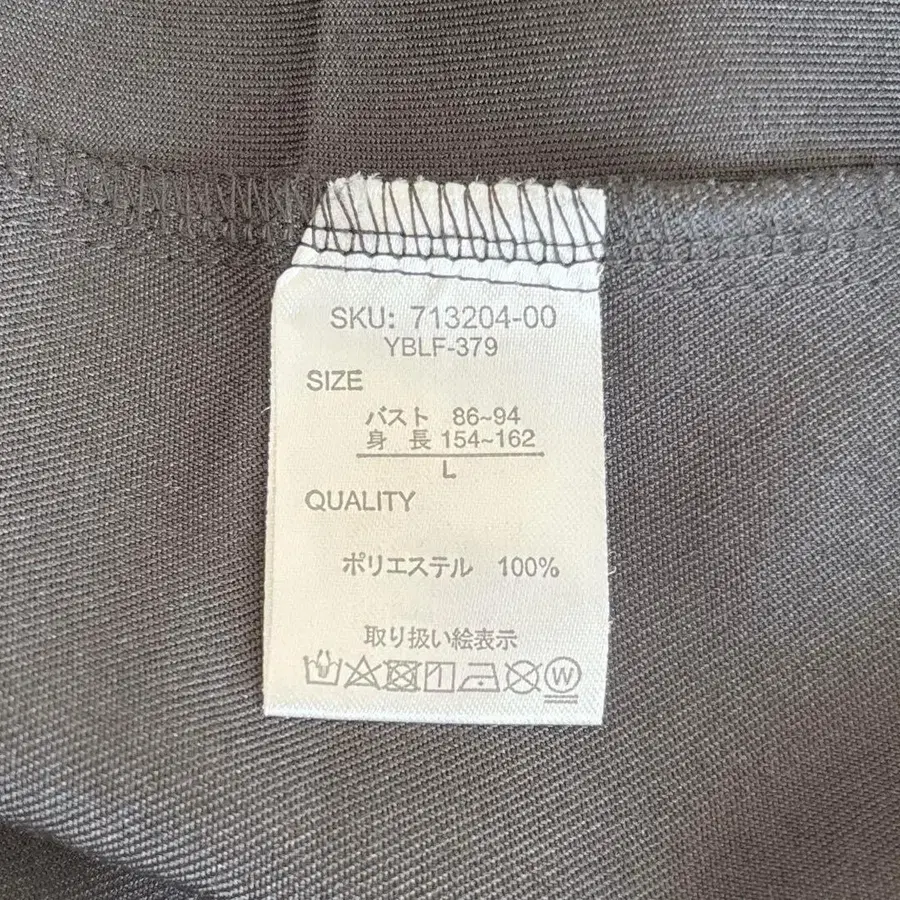 SKU: 713204-00
YBLF-379
SIZE
バスト 86~94
身 長 154~162
L
QUALITY
ポリエステル 100%
取り扱い絵表示
W